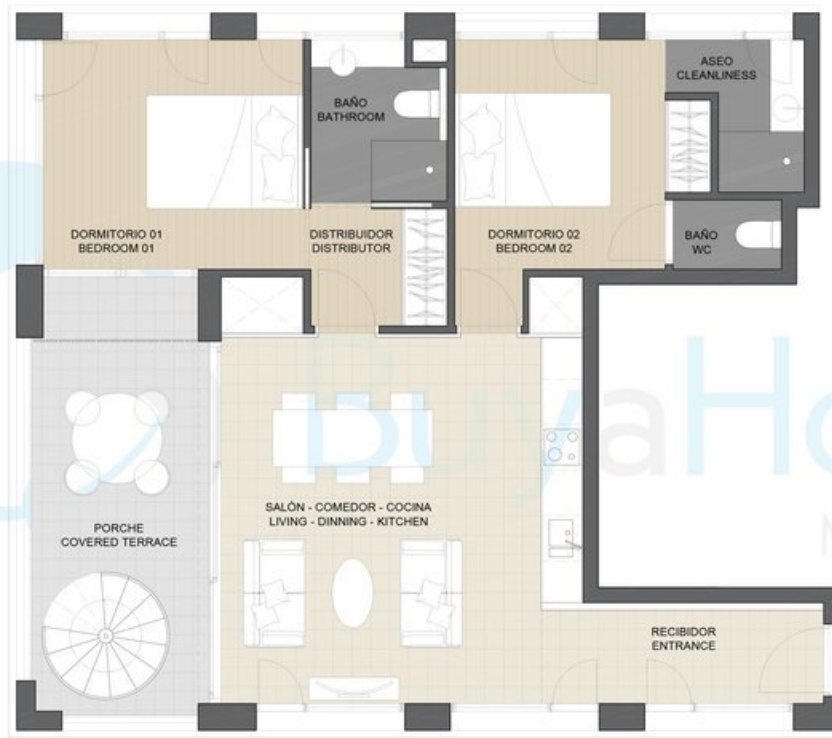 ASEO
CLEANLINESS
BAÑO
BATHROOM
DORMITORIO 01
BEDROOM 01
DISTRIBUIDOR
DISTRIBUTOR
DORMITORIO 02
BEDROOM 02
BAÑO
WC
BuyaHo
SALÓN - COMEDOR - COCINA
LIVING - DINNING - KITCHEN
PORCHE
COVERED TERRACE
M
RECIBIDOR
ENTRANCE